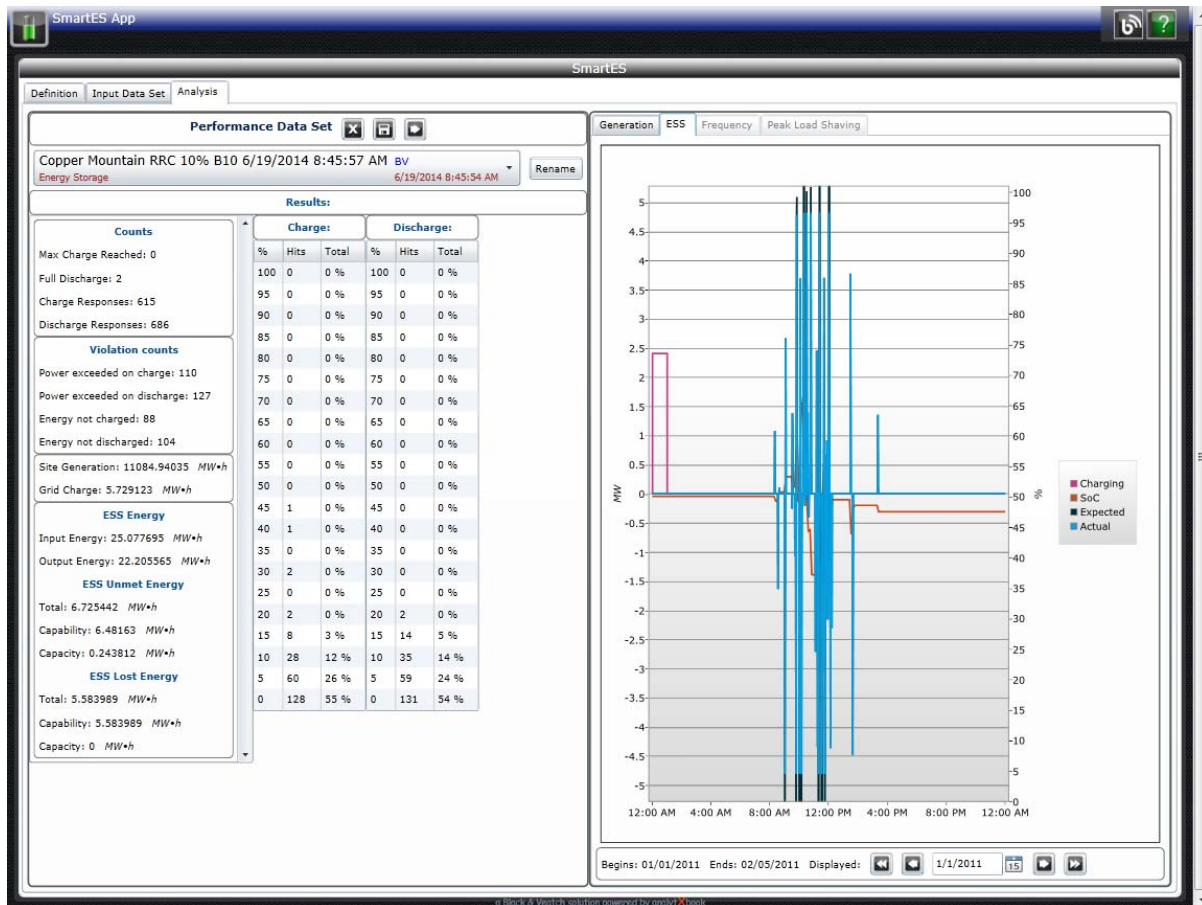 SmartES App
SmartES
Definition Input Data Set Analysis
Performance Data Set
Copper Mountain RRC 10% B10 6/19/2014 8:45:57 AM BV
Energy Storage 6/19/2014 8:45:54 AM
Rename
Results:
Counts
Max Charge Reached: 0
Full Discharge: 2
Charge Responses: 615
Discharge Responses: 686
Violation counts
Power exceeded on charge: 110
Power exceeded on discharge: 127
Energy not charged: 88
Energy not discharged: 104
Site Generation: 11084.94035 MW•h
Grid Charge: 5.729123 MW•h
ESS Energy
Input Energy: 25.077695 MW•h
Output Energy: 22.205565 MW•h
ESS Unmet Energy
Total: 6.725442 MW•h
Capability: 6.48163 MW•h
Capacity: 0.243812 MW•h
ESS Lost Energy
Total: 5.583989 MW•h
Capability: 5.583989 MW•h
Capacity: 0 MW•h
Charge: Discharge:
% Hits Total % Hits Total
100 0 0 % 100 0 0 %
95 0 0 % 95 0 0 %
90 0 0 % 90 0 0 %
85 0 0 % 85 0 0 %
80 0 0 % 80 0 0 %
75 0 0 % 75 0 0 %
70 0 0 % 70 0 0 %
65 0 0 % 65 0 0 %
60 0 0 % 60 0 0 %
55 0 0 % 55 0 0 %
50 0 0 % 50 0 0 %
45 1 0 % 45 0 0 %
40 1 0 % 40 0 0 %
35 0 0 % 35 0 0 %
30 2 0 % 30 0 0 %
25 0 0 % 25 0 0 %
20 2 0 % 20 2 0 %
15 8 3 % 15 14 5 %
10 28 12 % 10 35 14 %
5 60 26 % 5 59 24 %
0 128 55 % 0 131 54 %
Generation ESS Frequency Peak Load Shaving
5
4.5
4
3.5
3
2.5
2
1.5
1
0.5
0
-0.5
-1
-1.5
-2
-2.5
-3
-3.5
-4
-4.5
-5
MW
100
95
90
85
80
75
70
65
60
55
50
45
40
35
30
25
20
15
10
5
0
%
12:00 AM 4:00 AM 8:00 AM 12:00 PM 4:00 PM 8:00 PM 12:00 AM
Charging
SoC
Expected
Actual
Begins: 01/01/2011 Ends: 02/05/2011 Displayed: 1/1/2011 15
a Black & Veatch solution powered by analytXbook